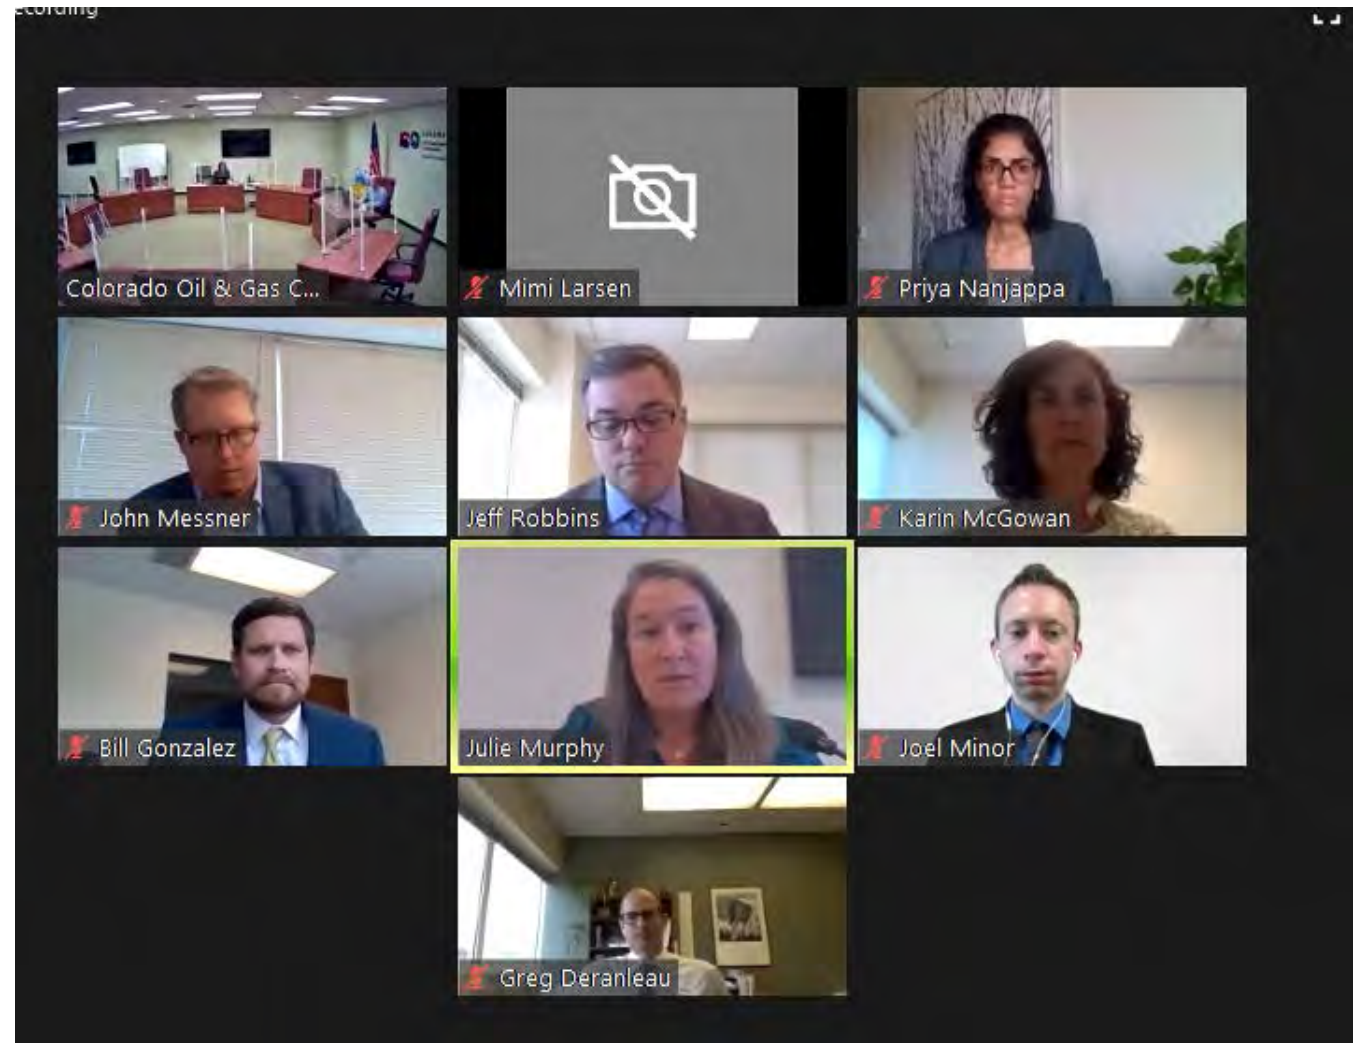 ecording
Colorado Oil & Gas C...
Mimi Larsen
Priya Nanjappa
John Messner
Jeff Robbins
Karin McGowan
Bill Gonzalez
Julie Murphy
Joel Minor
Greg Deranleau